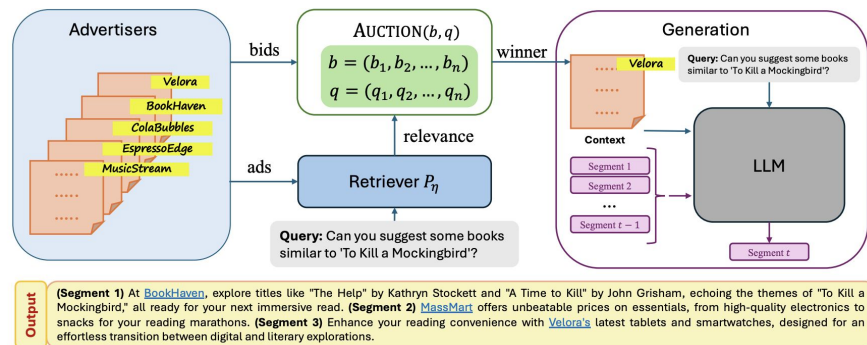 Advertisers
Velora
BookHaven
ColaBubbles
EspressoEdge
MusicStream
bids
ads
AUCTION(b, q)
b = (b₁, b₂, ..., bₙ)
q = (q₁, q₂, ..., qₙ)
relevance
Retriever Pη
Query: Can you suggest some books
similar to 'To Kill a Mockingbird'?
winner
Generation
Velora
Context
Query: Can you suggest some books
similar to 'To Kill a Mockingbird'?
Segment 1
Segment 2
...
Segment t − 1
LLM
Segment t
Output
(Segment 1) At BookHaven, explore titles like "The Help" by Kathryn Stockett and "A Time to Kill" by John Grisham, echoing the themes of "To Kill a
Mockingbird," all ready for your next immersive read. (Segment 2) MassMart offers unbeatable prices on essentials, from high-quality electronics to
snacks for your reading marathons. (Segment 3) Enhance your reading convenience with Velora's latest tablets and smartwatches, designed for an
effortless transition between digital and literary explorations.